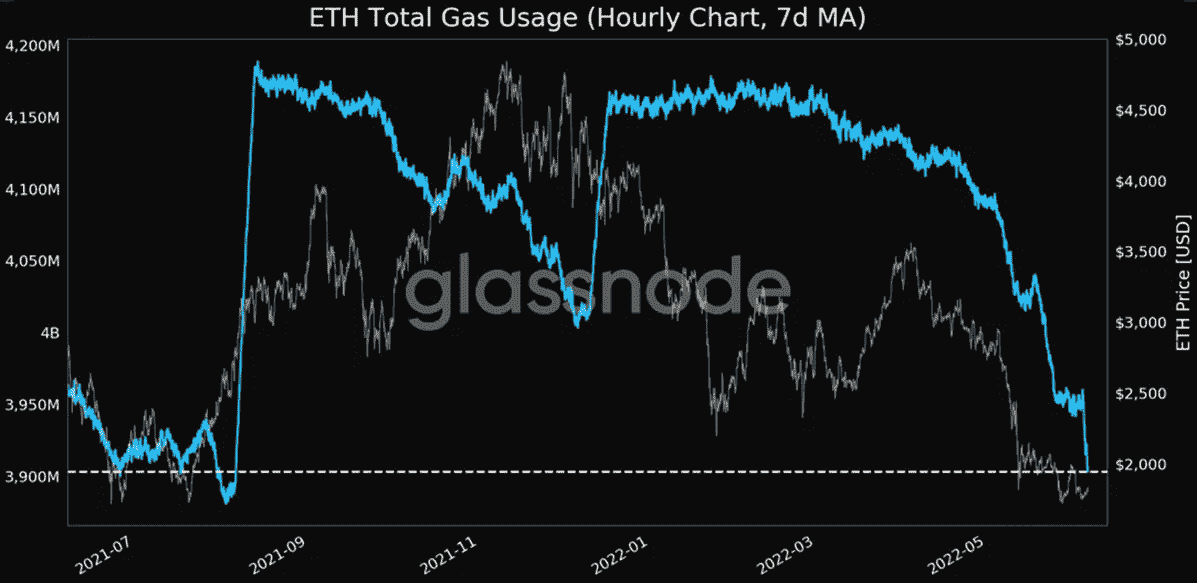 ETH Total Gas Usage (Hourly Chart, 7d MA)
4,200M
4,150M
4,100M
4,050M
4B
3,950M
3,900M
$5,000
$4,500
$4,000
$3,500
$3,000
$2,500
$2,000
ETH Price [USD]
glassnode
2021-07
2021-09
2021-11
2022-01
2022-03
2022-05